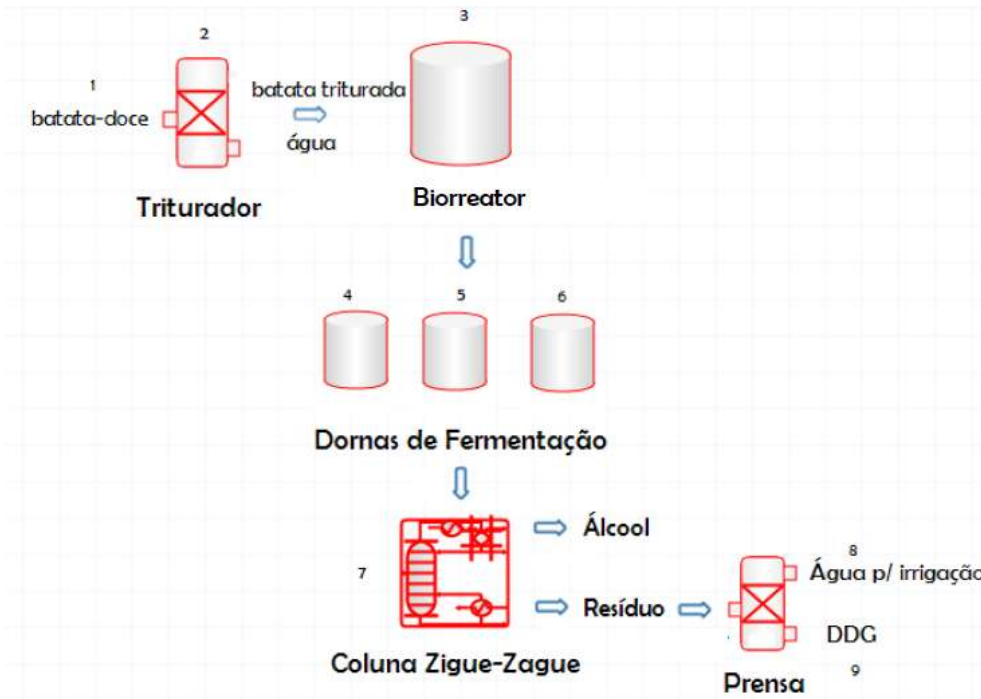 3
2
1
batata-doce
batata triturada
água
Triturador
Biorreator
4
5
6
Dornas de Fermentação
7
Álcool
Resíduo
Coluna Zigue-Zague
8
Água p/ irrigação
DDG
9
Prensa